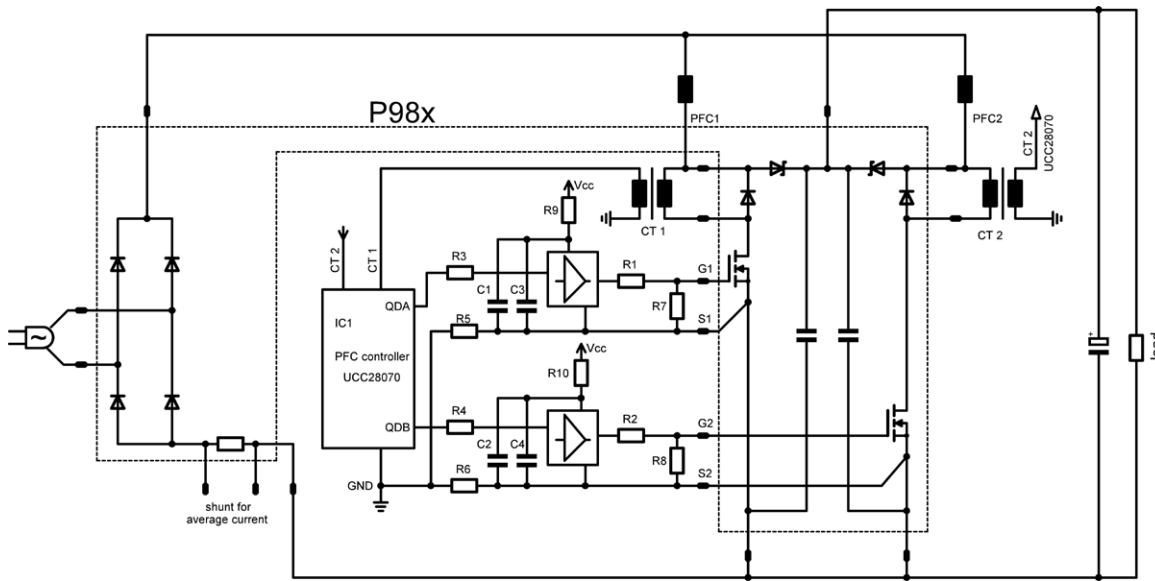 P98x
PFC1
PFC2
CT 2
UCC28070
Vcc
R9
CT 1
CT 2
CT 2
CT 1
R3
R1
G1
C1
C3
R7
QDA
IC1
R5
S1
PFC controller
UCC28070
Vcc
R10
R4
R2
G2
QDB
C2
C4
R8
R6
S2
GND
shunt for
average current
+
load